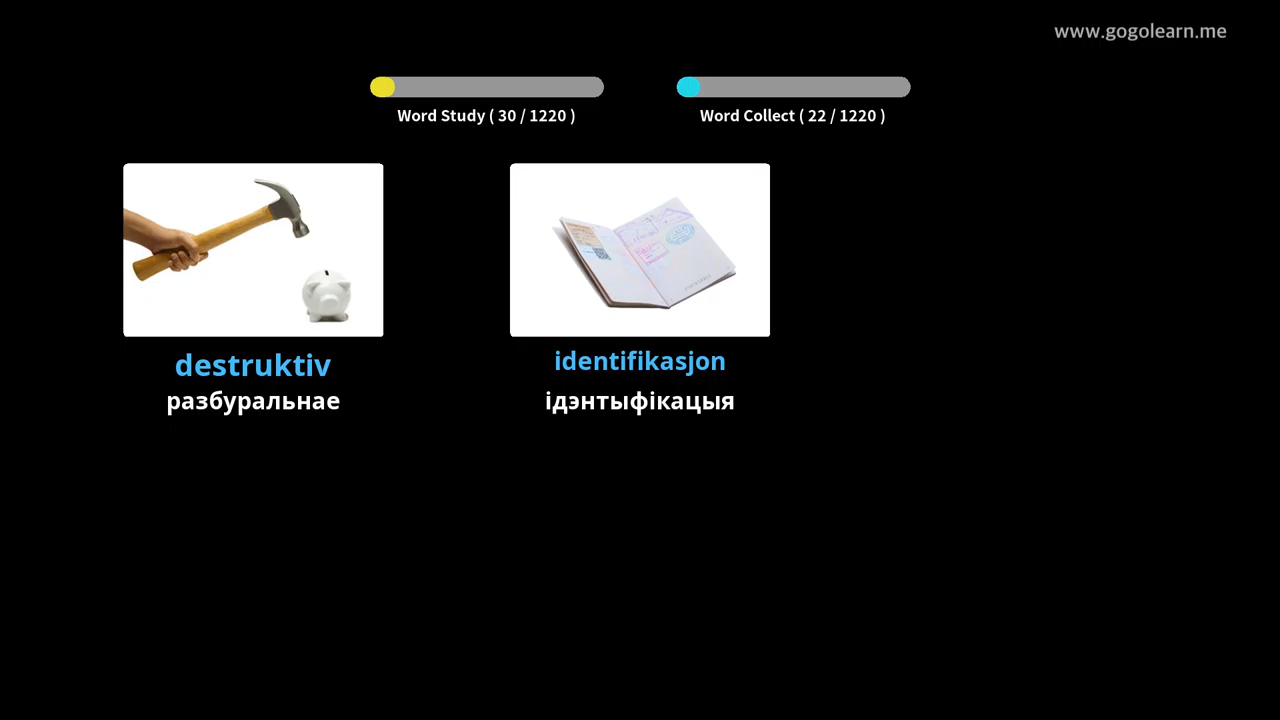 www.gogolearn.me
Word Study ( 30 / 1220 )
Word Collect ( 22 / 1220 )
destruktiv
разбуральнае
identifikasjon
ідэнтыфікацыя